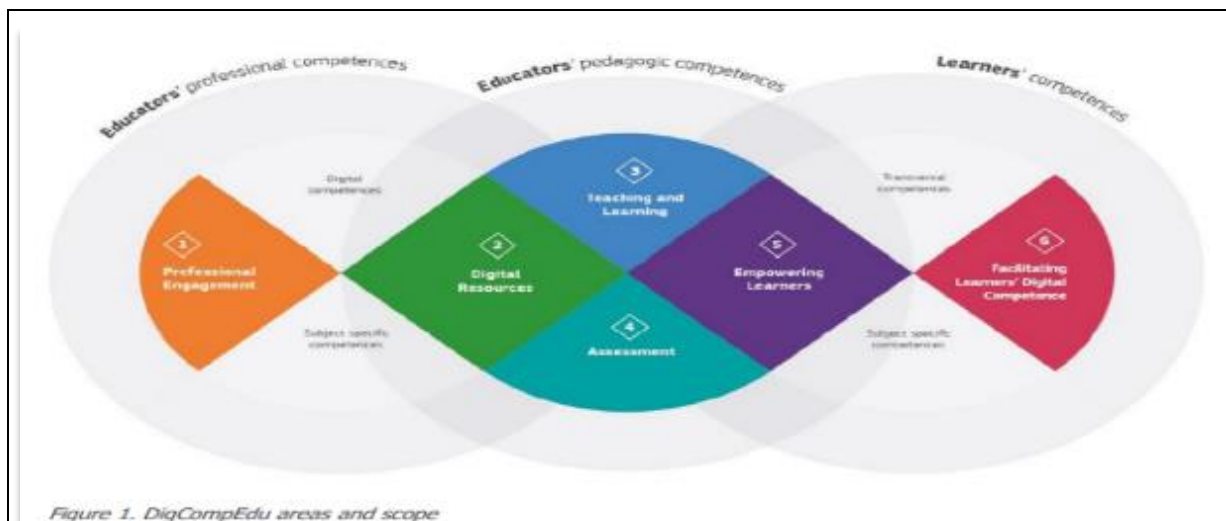 Educators' professional competences
Educators' pedagogic competences
Learners' competences
Digital
competences
3
Teaching and
Learning
Transversal
competences
1
Professional
Engagement
2
Digital
Resources
5
Empowering
Learners
6
Facilitating
Learners' Digital
Competence
Subject specific
competences
4
Assessment
Subject specific
competences
Figure 1. DigCompEdu areas and scope